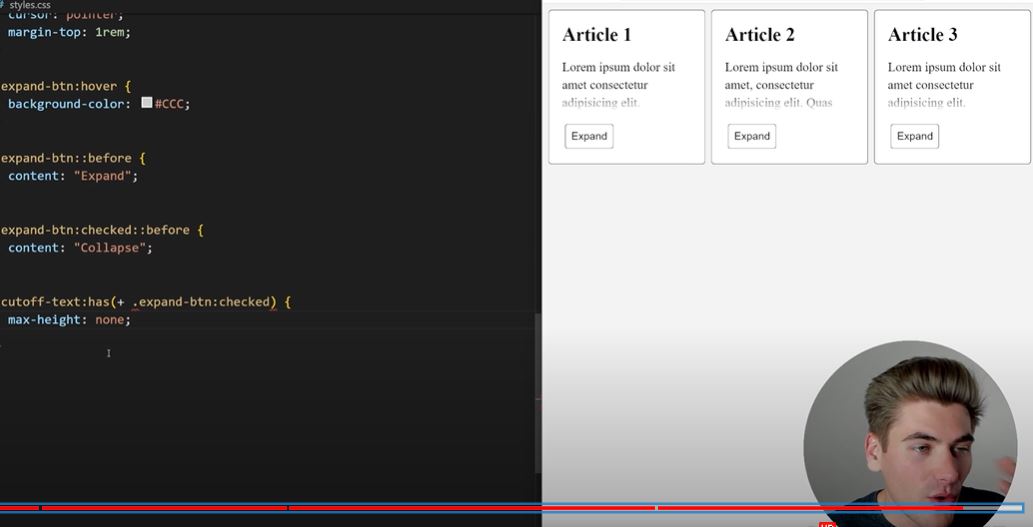 # styles.css
cursor: pointer;
margin-top: 1rem;
expand-btn:hover {
background-color: #CCC;
expand-btn::before {
content: "Expand";
expand-btn:checked::before {
content: "Collapse";
cutoff-text:has(+ .expand-btn:checked) {
max-height: none;
Article 1
Lorem ipsum dolor sit
amet consectetur
adipisicing elit.
Expand
Article 2
Lorem ipsum dolor sit
amet, consectetur
adipisicing elit. Quas
Expand
Article 3
Lorem ipsum dolor sit
amet consectetur
adipisicing elit.
Expand